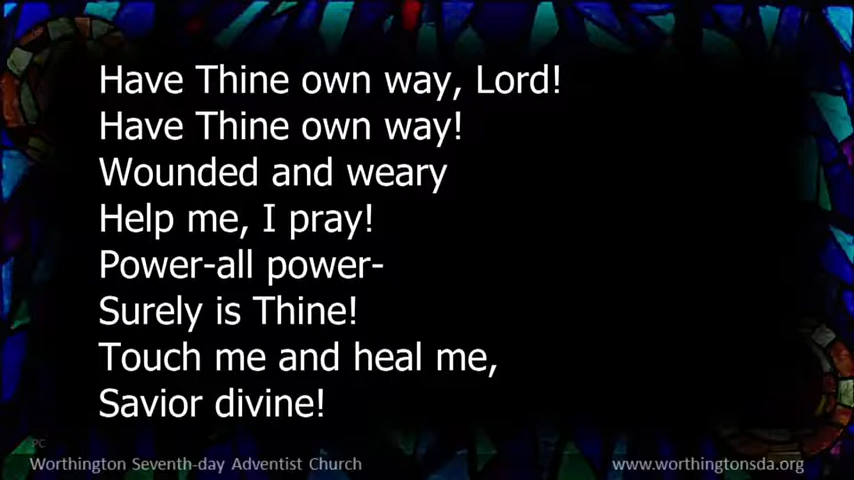 Have Thine own way, Lord!
Have Thine own way!
Wounded and weary
Help me, I pray!
Power-all power-
Surely is Thine!
Touch me and heal me,
Savior divine!
PC
Worthington Seventh-day Adventist Church
www.worthingtonsda.org